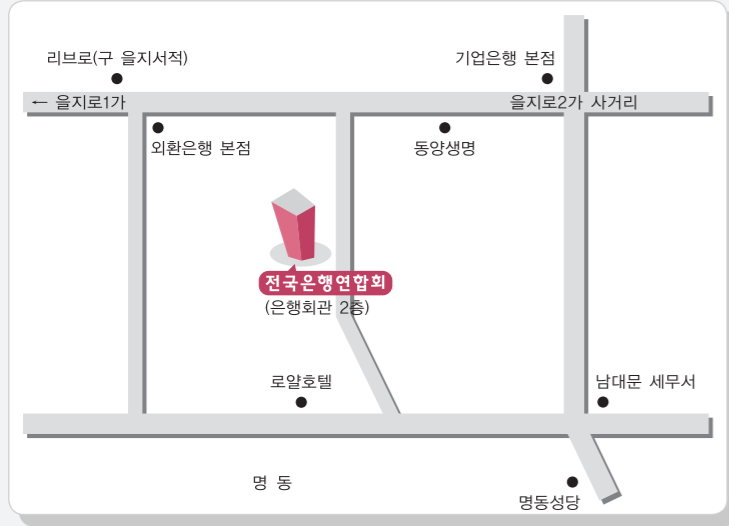 리브로(구 을지서적)
기업은행 본점
← 을지로1가
을지로2가 사거리
외환은행 본점
동양생명
전국은행연합회
(은행회관 2층)
로얄호텔
남대문 세무서
명 동
명동성당